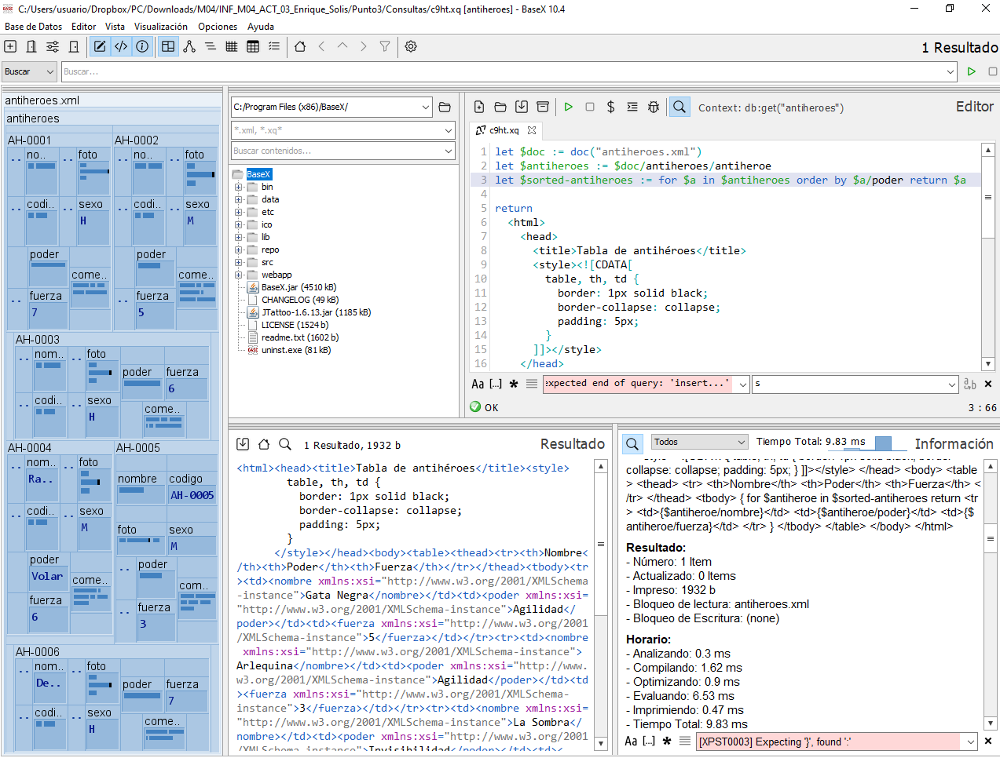 C:/Users/usuario/Dropbox/PC/Downloads/M04/INF_M04_ACT_03_Enrique_Solis/Punto3/Consultas/c9ht.xq [antiheroes] - BaseX 10.4
Base de Datos Editor Vista Visualización Opciones Ayuda
1 Resultado
Buscar Buscar...
antiheroes.xml
antiheroes
AH-0001 AH-0002
.. no.. .. foto .. no.. .. foto
.. codi.. .. sexo .. codi.. .. sexo
H M
poder poder
come.. come..
.. fuerza .. fuerza
7 5
AH-0003
.. nom.. .. foto
poder fuerza
6
.. codi.. .. sexo
H
come..
AH-0004 AH-0005
.. nom.. .. foto
Ra..
nombre codigo
AH-0005
.. codi.. .. sexo
M
foto sexo
M
poder
Volar
.. poder
come.. com..
fuerza
6
.. fuerza
3
AH-0006
.. nom.. .. foto
De..
poder fuerza
7
.. codi.. .. sexo
H
come..
C:/Program Files (x86)/BaseX/
*.xml, *.xq*
Buscar contenidos...
BaseX
bin
data
etc
ico
lib
repo
src
webapp
BaseX.jar (4510 kB)
CHANGELOG (49 kB)
JTattoo-1.6.13.jar (1185 kB)
LICENSE (1524 b)
readme.txt (1602 b)
uninst.exe (81 kB)
Context: db:get("antiheroes")
Editor
c9ht.xq
1 let $doc := doc("antiheroes.xml")
2 let $antiheroes := $doc/antiheroes/antiheroe
3 let $sorted-antiheroes := for $a in $antiheroes order by $a/poder return $a
4
5 return
6 <html>
7 <head>
8 <title>Tabla de antihéroes</title>
9 <style><![CDATA[
10 table, th, td {
11 border: 1px solid black;
12 border-collapse: collapse;
13 padding: 5px;
14 }
15 ]]></style>
16 </head>
Aa [..] * xpected end of query: 'insert...' s
OK
3 : 66
1 Resultado, 1932 b
Resultado
<html><head><title>Tabla de antihéroes</title><style>
table, th, td {
border: 1px solid black;
border-collapse: collapse;
padding: 5px;
}
</style></head><body><table><thead><tr><th>Nombre<
/th><th>Poder</th><th>Fuerza</th></tr></thead><tbody><tr
><td><nombre xmlns:xsi="http://www.w3.org/2001/XMLSchema
-instance">Gata Negra</nombre></td><td><poder xmlns:xsi=
"http://www.w3.org/2001/XMLSchema-instance">Agilidad</
poder></td><td><fuerza xmlns:xsi="http://www.w3.org/2001
/XMLSchema-instance">5</fuerza></td></tr><tr><td><nombre
xmlns:xsi="http://www.w3.org/2001/XMLSchema-instance">
Arlequina</nombre></td><td><poder xmlns:xsi="http://www.
w3.org/2001/XMLSchema-instance">Agilidad</poder></td><td
><fuerza xmlns:xsi="http://www.w3.org/2001/XMLSchema-
instance">3</fuerza></td></tr><tr><td><nombre xmlns:xsi=
"http://www.w3.org/2001/XMLSchema-instance">La Sombra</
nombre></td><td><poder xmlns:xsi="http://www.w3.org/2001
/XMLSchema-instance">Invisibilidad</poder></td><td><
Todos
Tiempo Total: 9.83 ms
Información
collapse: collapse; padding: 5px; } ]]></style> </head> <body> <table
> <thead> <tr> <th>Nombre</th> <th>Poder</th> <th>Fuerza</th> <
/tr> </thead> <tbody> { for $antiheroe in $sorted-antiheroes return <tr
> <td>{$antiheroe/nombre}</td> <td>{$antiheroe/poder}</td> <td>{$
antiheroe/fuerza}</td> </tr> } </tbody> </table> </body> </html>
Resultado:
- Número: 1 Item
- Actualizado: 0 Items
- Impreso: 1932 b
- Bloqueo de lectura: antiheroes.xml
- Bloqueo de Escritura: (none)
Horario:
- Analizando: 0.3 ms
- Compilando: 1.62 ms
- Optimizando: 0.9 ms
- Evaluando: 6.53 ms
- Imprimiendo: 0.47 ms
- Tiempo Total: 9.83 ms
Aa [..] * [XPST0003] Expecting '}', found ':'